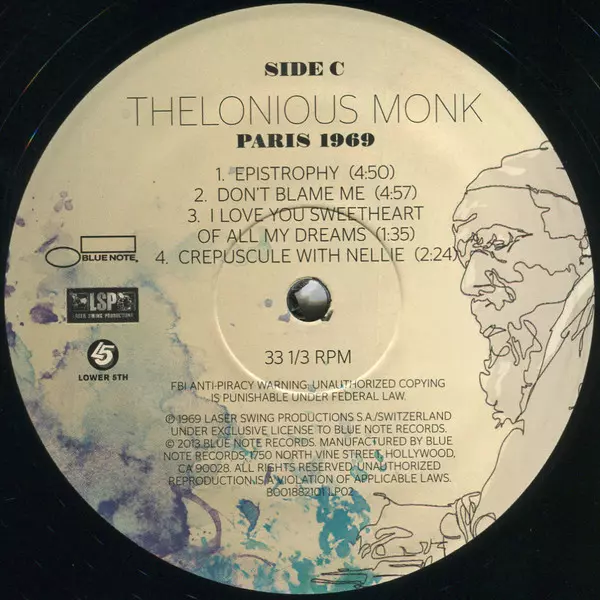 SIDE C
THELONIOUS MONK
PARIS 1969
1. EPISTROPHY (4:50)
2. DON'T BLAME ME (4:57)
3. I LOVE YOU SWEETHEART
OF ALL MY DREAMS (1:35)
4. CREPUSCULE WITH NELLIE (2:24)
BLUE NOTE
LSP
LASER SWING PRODUCTIONS
45
LOWER 5TH
33 1/3 RPM
FBI ANTI-PIRACY WARNING: UNAUTHORIZED COPYING
IS PUNISHABLE UNDER FEDERAL LAW.
℗ 1969 LASER SWING PRODUCTIONS S.A/SWITZERLAND
UNDER EXCLUSIVE LICENSE TO BLUE NOTE RECORDS.
© 2013 BLUE NOTE RECORDS. MANUFACTURED BY BLUE
NOTE RECORDS, 1750 NORTH VINE STREET, HOLLYWOOD,
CA 90028. ALL RIGHTS RESERVED. UNAUTHORIZED
REPRODUCTION IS A VIOLATION OF APPLICABLE LAWS.
B001882101 LP02